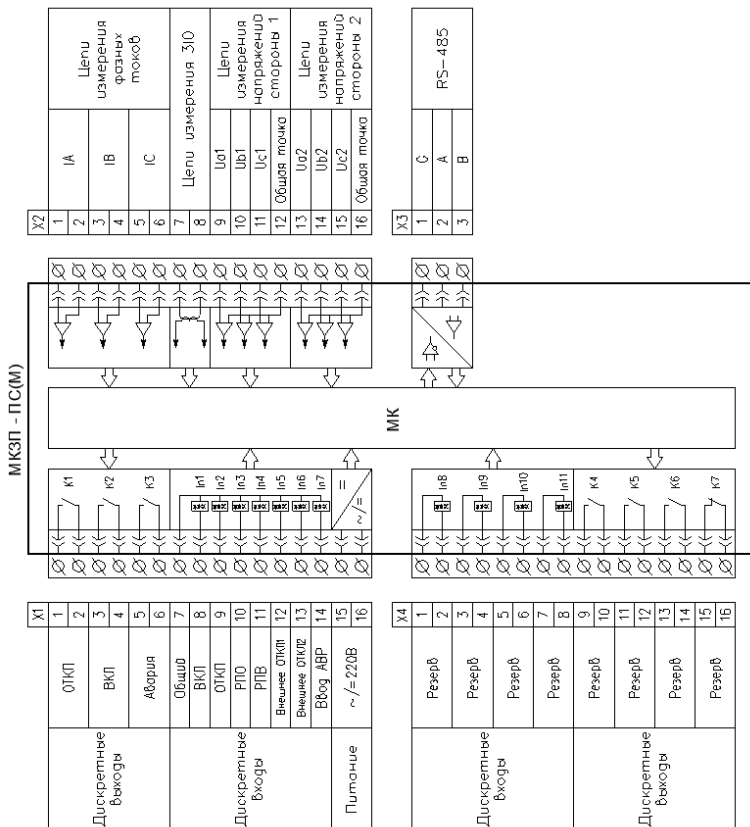 МКЗП - ПС(М)
МК
X2
1
2
3
4
5
6
7
8
9
10
11
12
13
14
15
16
IA
IB
IC
Цепи измерения фазных токов
Цепи измерения 3I0
Ua1
Ub1
Uc1
Общая точка
Цепи измерения напряжений стороны 1
Ua2
Ub2
Uc2
Общая точка
Цепи измерения напряжений стороны 2
X3
1
2
3
C
A
B
RS-485
K1
K2
K3
In1
In2
In3
In4
In5
In6
In7
=
~/=
In8
In9
In10
In11
K4
K5
K6
K7
X1
1
2
3
4
5
6
7
8
9
10
11
12
13
14
15
16
ОТКЛ
ВКЛ
Авария
Общий
ВКЛ
ОТКЛ
РПО
РПВ
Внешнее ОТКЛ1
Внешнее ОТКЛ2
Ввод АВР
~/= 220В
Дискретные выходы
Дискретные входы
Питание
X4
1
2
3
4
5
6
7
8
9
10
11
12
13
14
15
16
Резерв
Резерв
Резерв
Резерв
Резерв
Резерв
Резерв
Резерв
Дискретные входы
Дискретные выходы